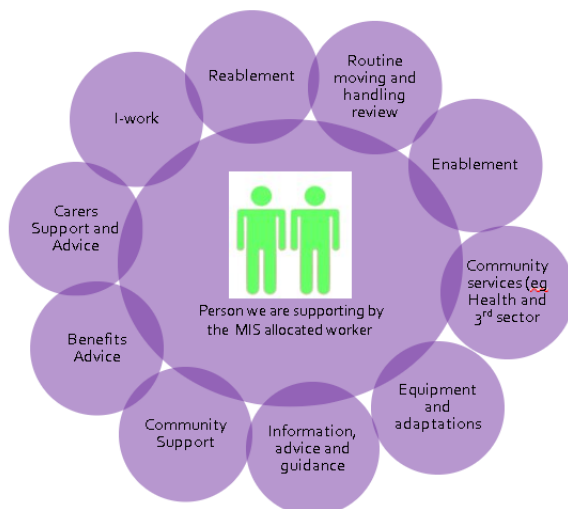 Reablement
Routine
moving and
handling
review
Enablement
Community
services (eg
Health and
3rd sector
Equipment
and
adaptations
Information,
advice and
guidance
Community
Support
Benefits
Advice
Carers
Support and
Advice
I-work
Person we are supporting by
the MIS allocated worker